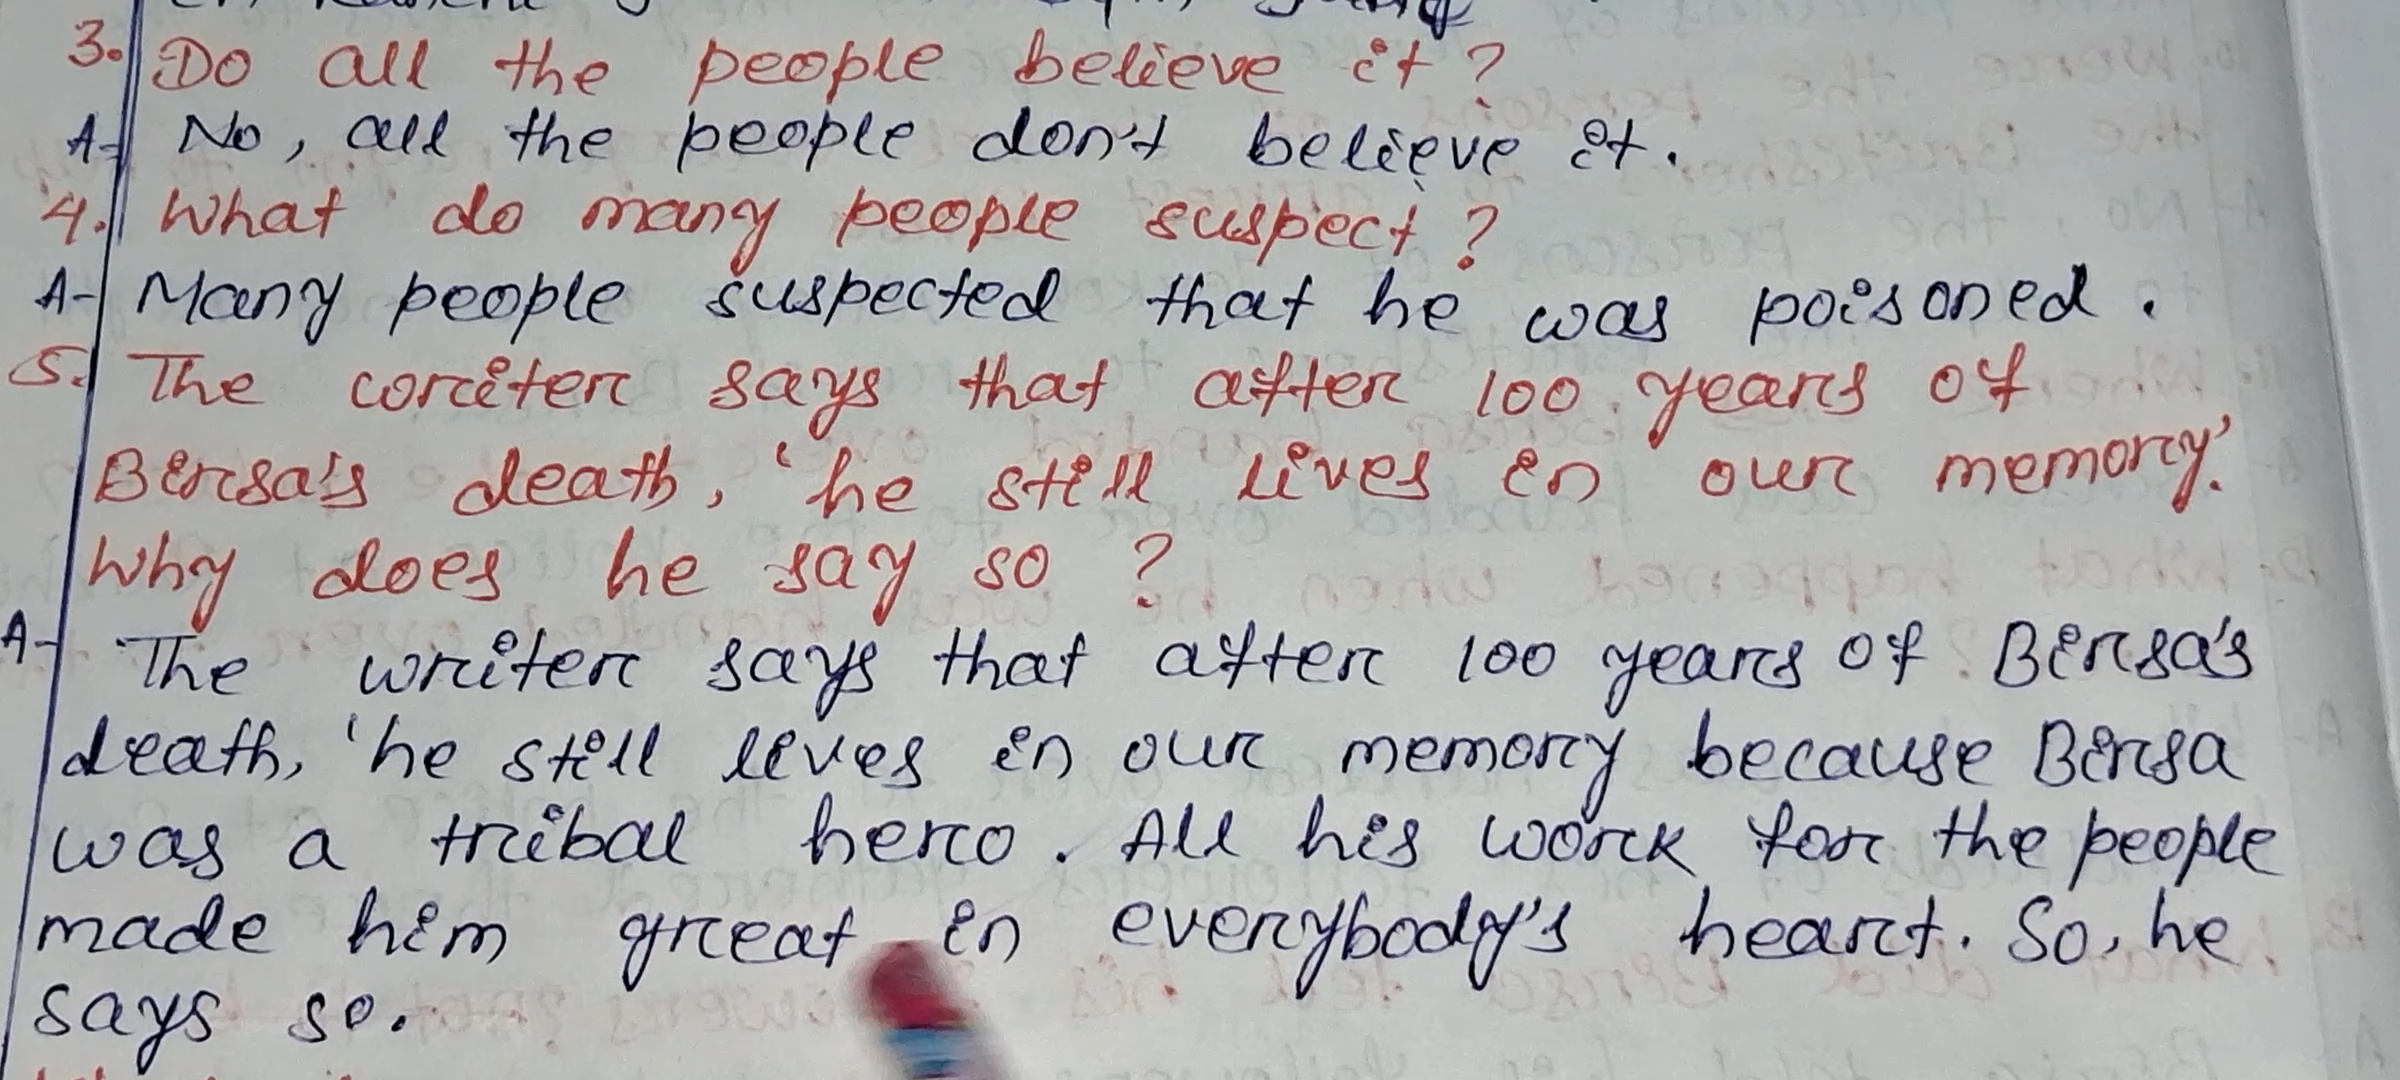 3. Do all the people believe it?
A- No, all the people don't believe it.
4. What do many people suspect?
A- Many people suspected that he was poisoned.
5. The writer says that after 100 years of
Birsa's death, 'he still lives in our memory'.
Why does he say so?
A- The writer says that after 100 years of Birsa's
death, 'he still lives in our memory because Birsa
was a tribal hero. All his work for the people
made him great in everybody's heart. So, he
says so.